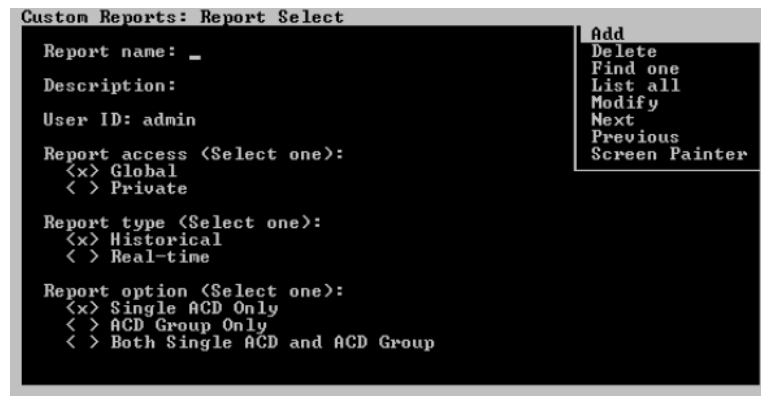 Custom Reports: Report Select
Report name: _
Description:
User ID: admin
Report access (Select one):
<x> Global
< > Private
Report type (Select one):
<x> Historical
< > Real-time
Report option (Select one):
<x> Single ACD Only
< > ACD Group Only
< > Both Single ACD and ACD Group
Add
Delete
Find one
List all
Modify
Next
Previous
Screen Painter